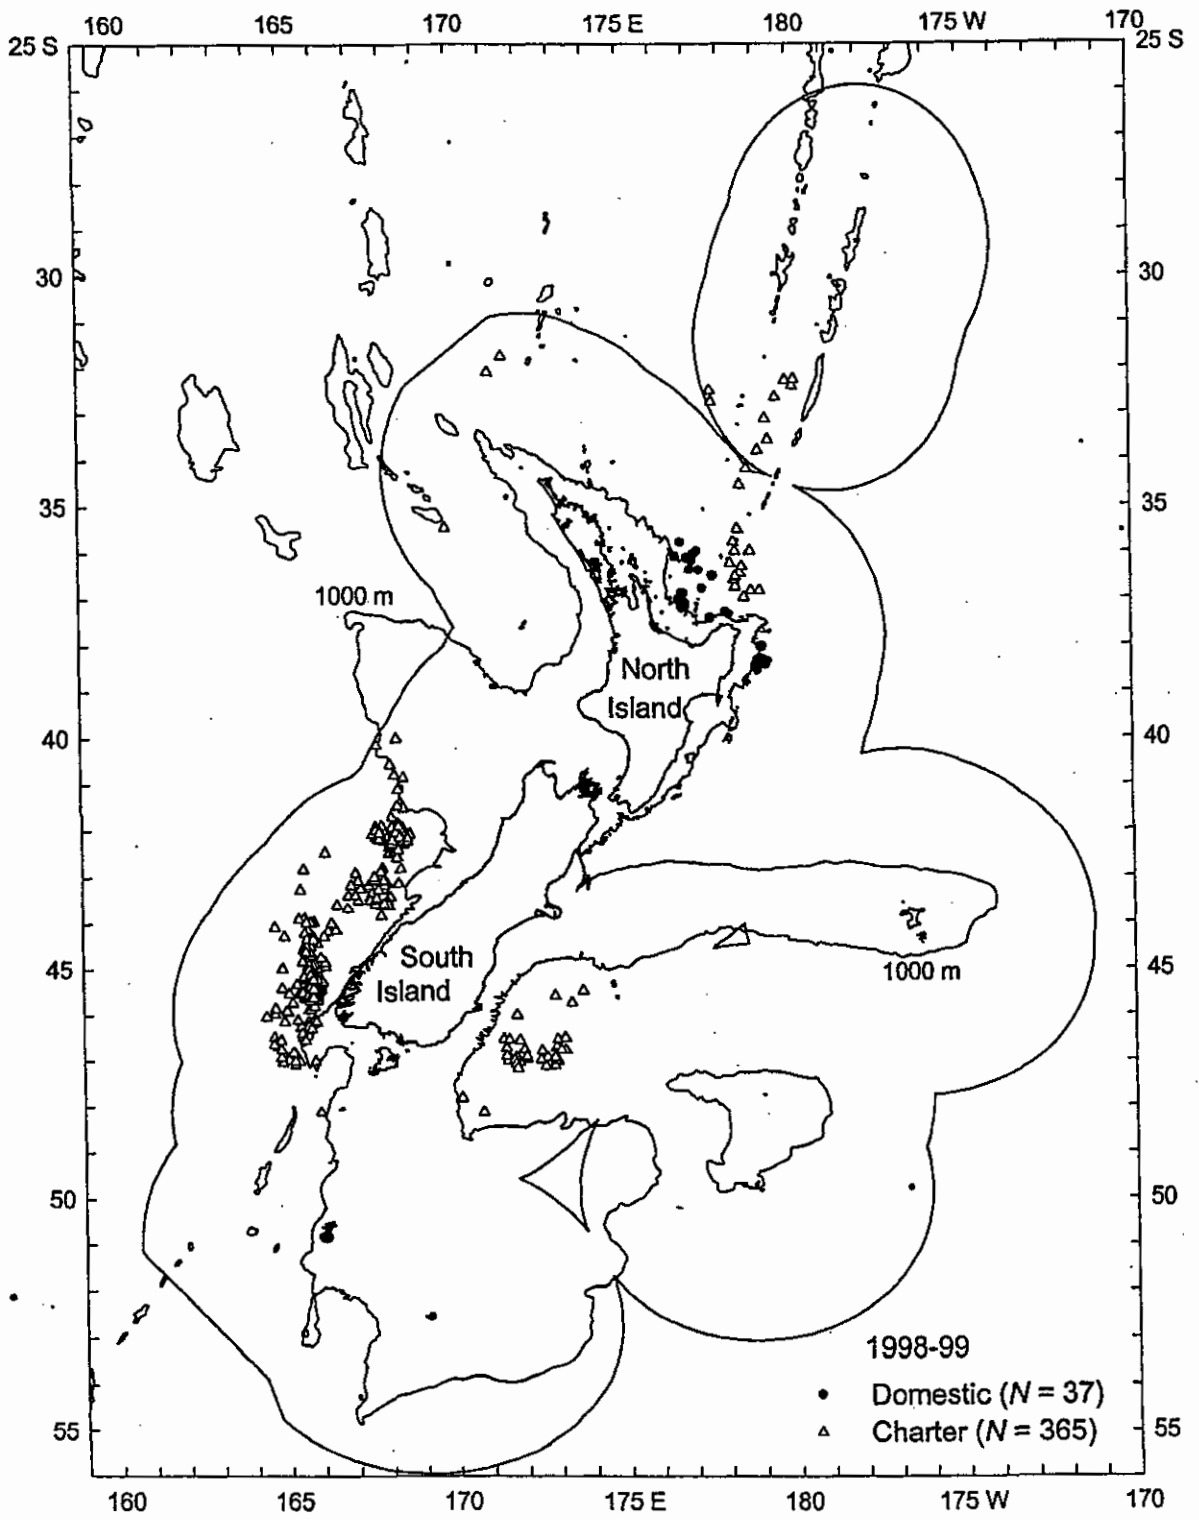 160 165 170 175 E 180 175 W 170
25 S 25 S
30 30
35 35
1000 m
North
Island
40 40
South
Island
45 1000 m 45
50 50
1998-99
Domestic (N = 37)
Charter (N = 365)
55 55
160 165 170 175 E 180 175 W 170